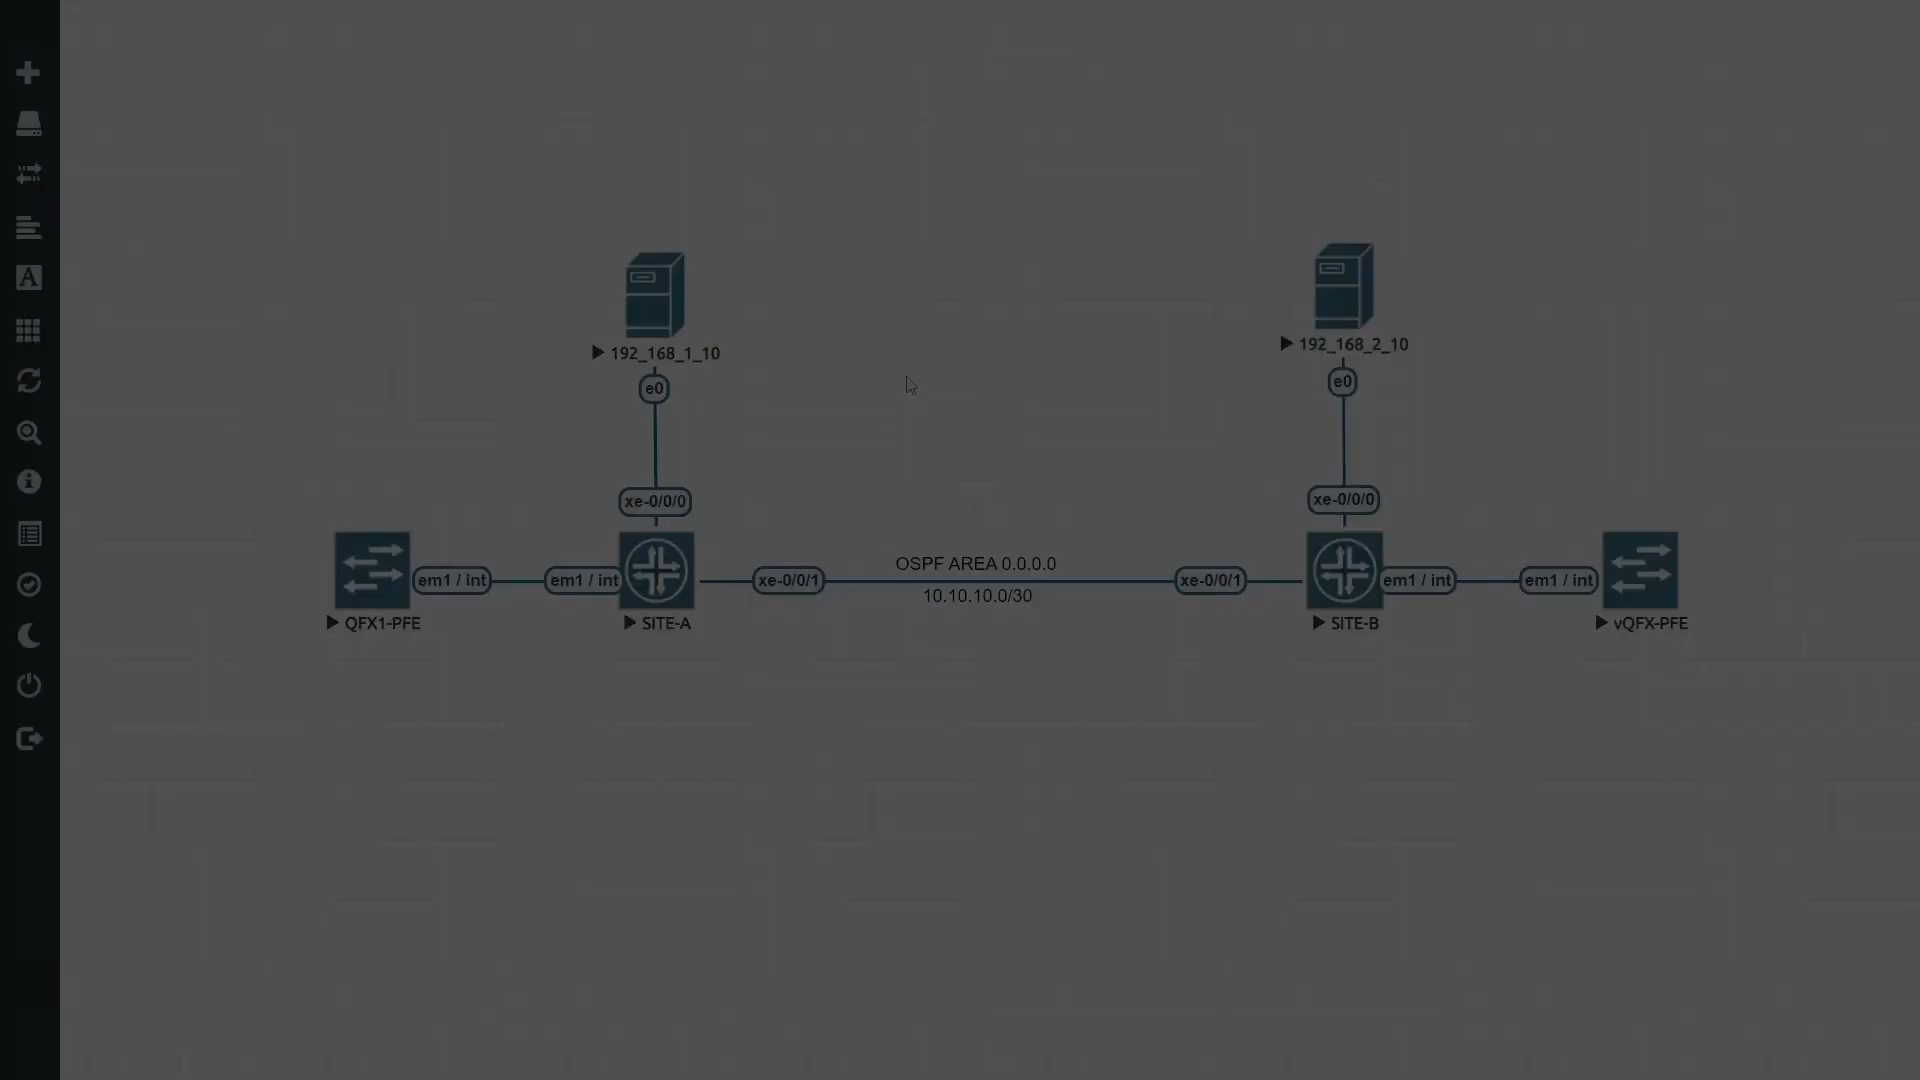 192_168_1_10
192_168_2_10
e0
e0
xe-0/0/0
xe-0/0/0
em1 / int
em1 / int
xe-0/0/1
OSPF AREA 0.0.0.0
10.10.10.0/30
xe-0/0/1
em1 / int
em1 / int
QFX1-PFE
SITE-A
SITE-B
vQFX-PFE